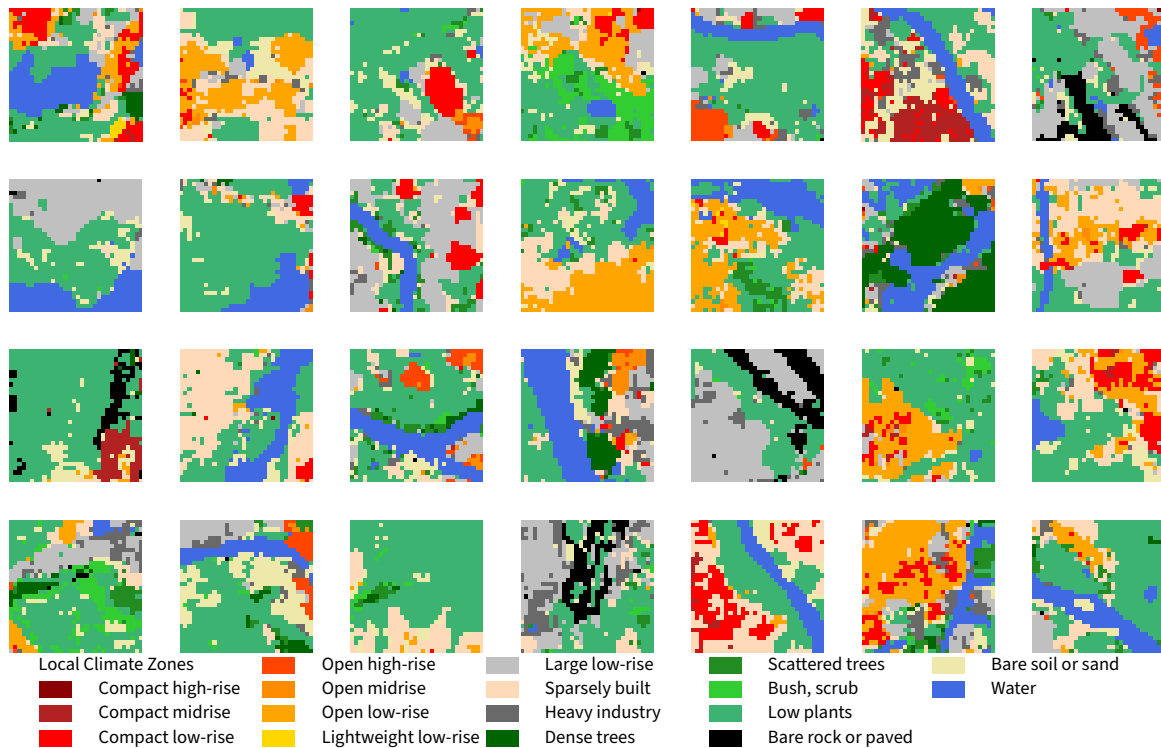 Local Climate Zones
Compact high-rise
Compact midrise
Compact low-rise
Open high-rise
Open midrise
Open low-rise
Lightweight low-rise
Large low-rise
Sparsely built
Heavy industry
Dense trees
Scattered trees
Bush, scrub
Low plants
Bare rock or paved
Bare soil or sand
Water